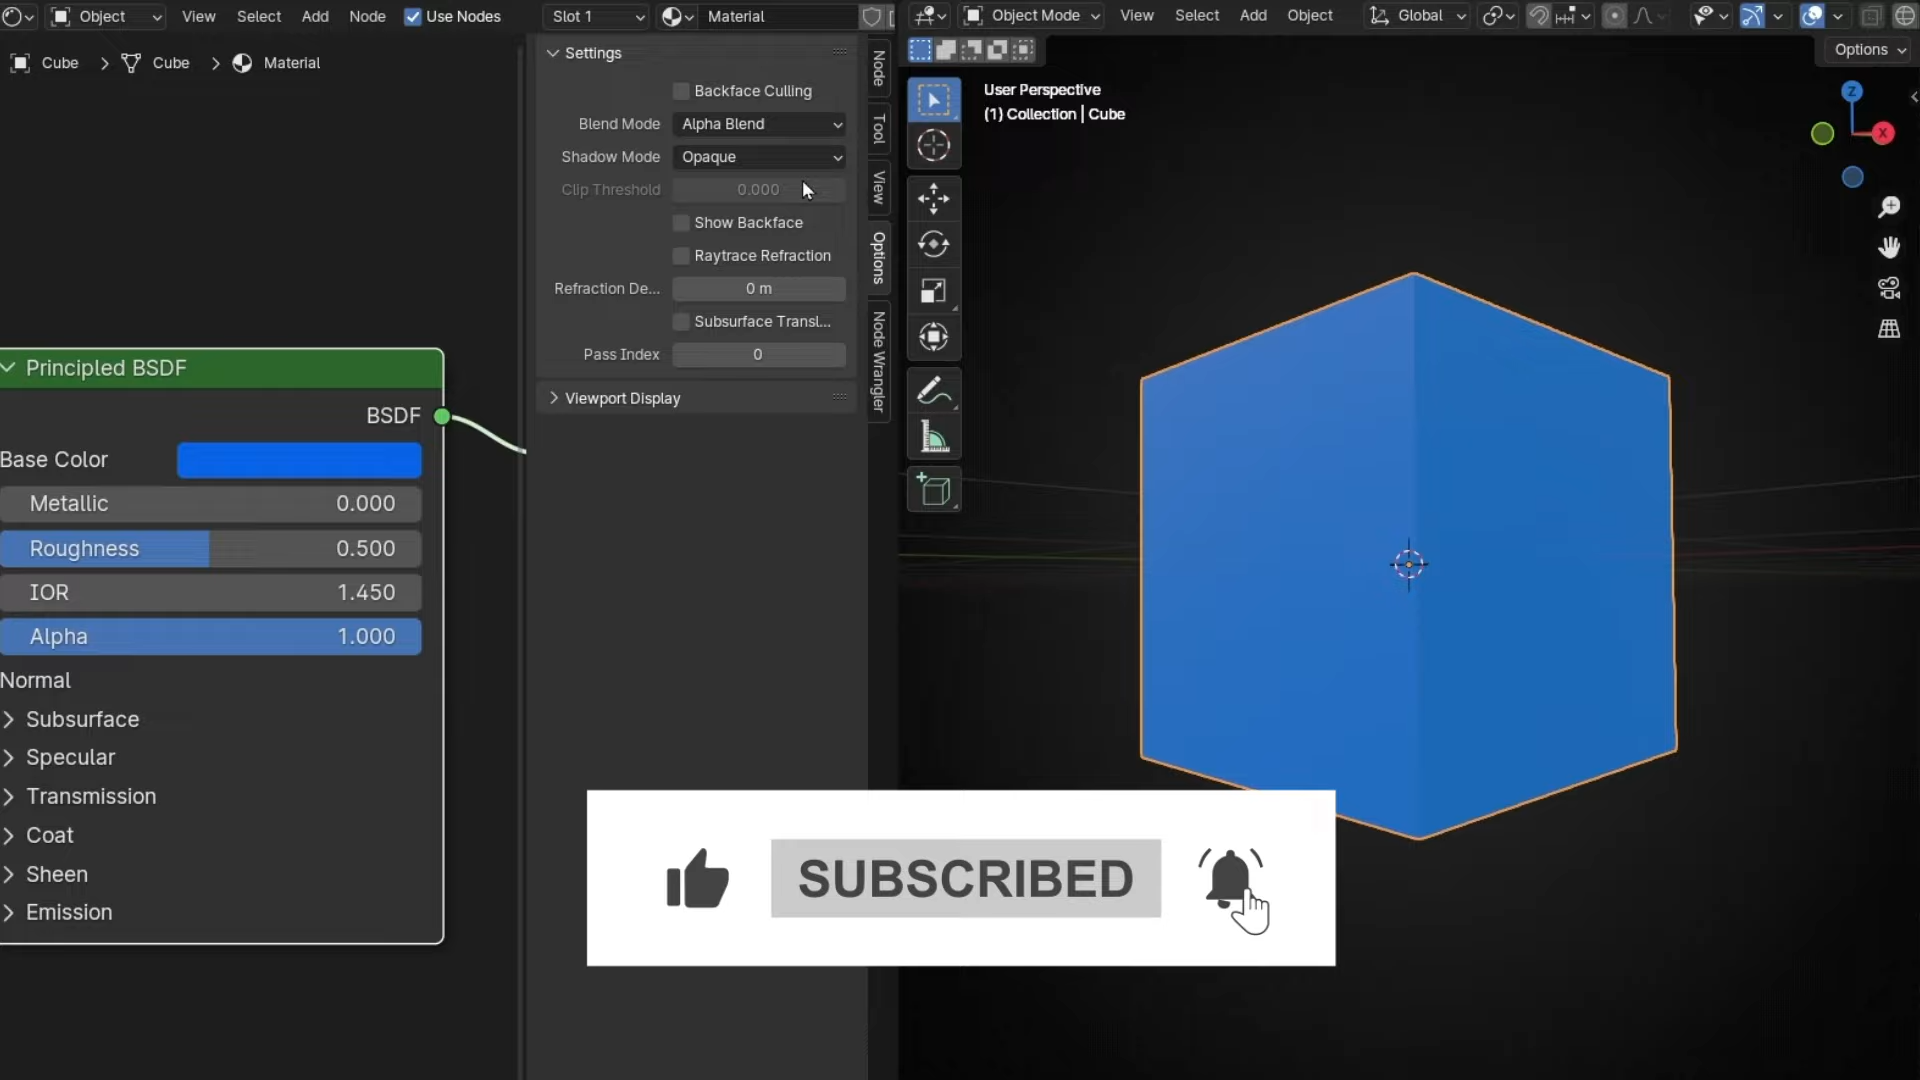 Object
View
Select
Add
Node
Use Nodes
Slot 1
Material
Object Mode
View
Select
Add
Object
Global
Options
Cube
Cube
Material
Settings
Backface Culling
Blend Mode
Alpha Blend
Shadow Mode
Opaque
Clip Threshold
0.000
Show Backface
Raytrace Refraction
Refraction De...
0 m
Subsurface Transl...
Pass Index
0
Viewport Display
Node
Tool
View
Options
Node Wrangler
User Perspective
(1) Collection | Cube
Z
X
Principled BSDF
BSDF
Base Color
Metallic 0.000
Roughness 0.500
IOR 1.450
Alpha 1.000
Normal
Subsurface
Specular
Transmission
Coat
Sheen
Emission
SUBSCRIBED